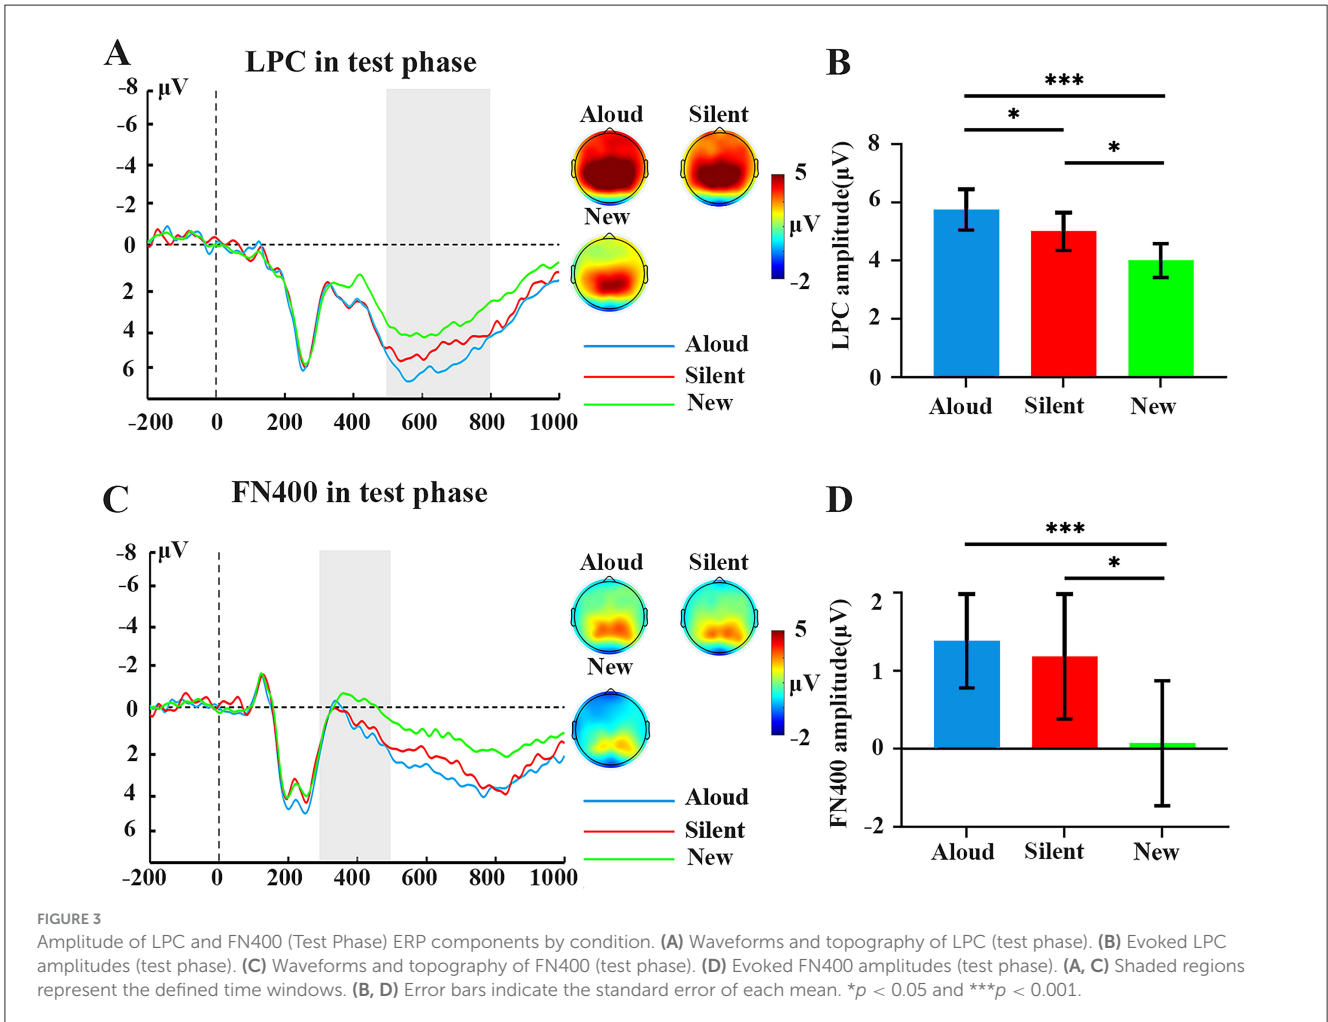 A
LPC in test phase
-8
μV
-6
-4
-2
0
2
4
6
-200
0
200
400
600
800
1000
Aloud
Silent
New
5
μV
-2
Aloud
Silent
New
B
***
*
*
LPC amplitude(μV)
8
6
4
2
0
Aloud
Silent
New
C
FN400 in test phase
-8
μV
-6
-4
-2
0
2
4
6
-200
0
200
400
600
800
1000
Aloud
Silent
New
5
μV
-2
Aloud
Silent
New
D
***
*
FN400 amplitude(μV)
2
1
0
-2
Aloud
Silent
New
FIGURE 3
Amplitude of LPC and FN400 (Test Phase) ERP components by condition. (A) Waveforms and topography of LPC (test phase). (B) Evoked LPC
amplitudes (test phase). (C) Waveforms and topography of FN400 (test phase). (D) Evoked FN400 amplitudes (test phase). (A, C) Shaded regions
represent the defined time windows. (B, D) Error bars indicate the standard error of each mean. *p < 0.05 and ***p < 0.001.